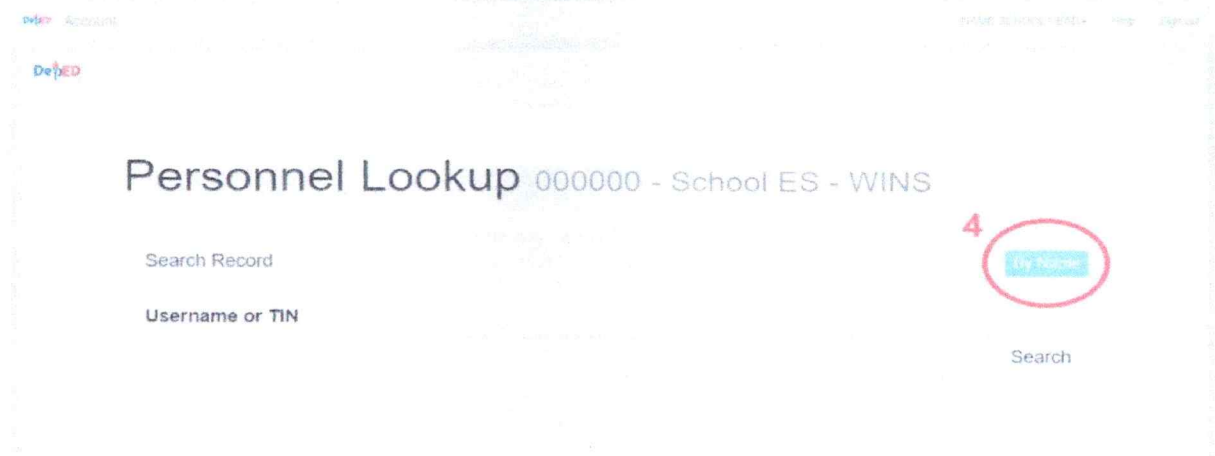 DepED Account
DepED
Personnel Lookup 000000 - School ES - WINS
4
Search Record
By Name
Username or TIN
Search